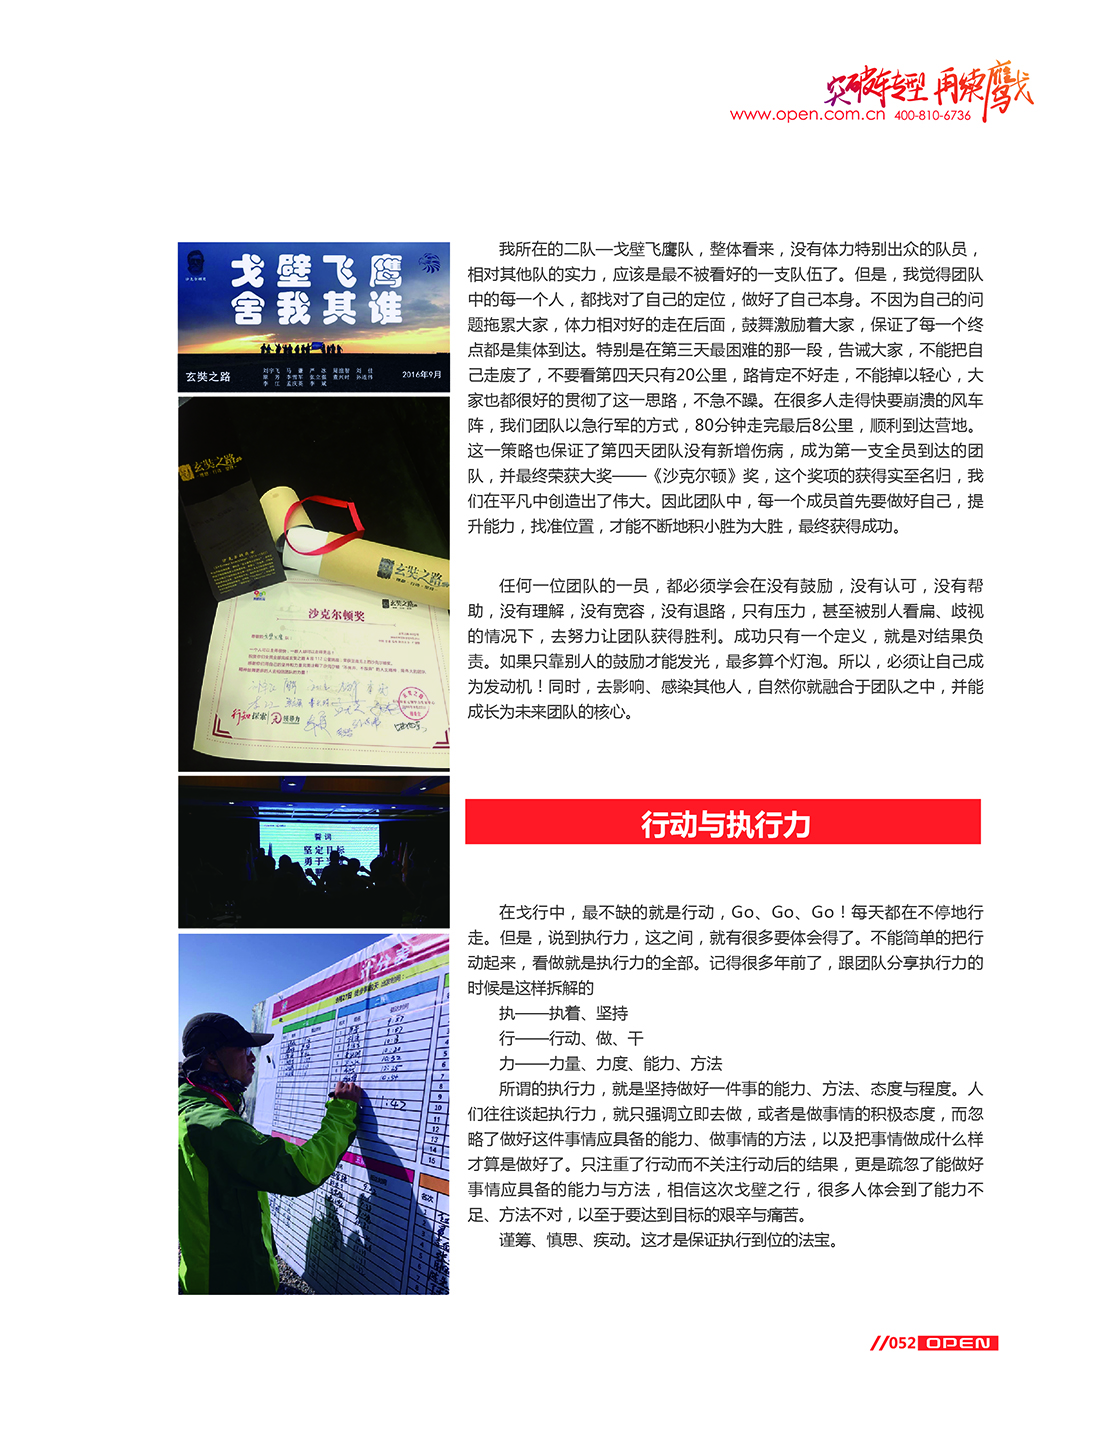 突破转型 再续鹰戈
www.open.com.cn 400-810-6736
戈壁飞鹰
舍我其谁
玄奘之路
2016年9月
玄奘之路
玄奘之路
玄奘之路
沙克尔顿奖
行知探索
誓词
坚定目标
勇于
评分表
我所在的二队—戈壁飞鹰队，整体看来，没有体力特别出众的队员，
相对其他队的实力，应该是最不被看好的一支队伍了。但是，我觉得团队
中的每一个人，都找对了自己的定位，做好了自己本身。不因为自己的问
题拖累大家，体力相对好的走在后面，鼓舞激励着大家，保证了每一个终
点都是集体到达。特别是在第三天最困难的那一段，告诫大家，不能把自
己走废了，不要看第四天只有20公里，路肯定不好走，不能掉以轻心，大
家也都很好的贯彻了这一思路，不急不躁。在很多人走得快要崩溃的风车
阵，我们团队以急行军的方式，80分钟走完最后8公里，顺利到达营地。
这一策略也保证了第四天团队没有新增伤病，成为第一支全员到达的团
队，并最终荣获大奖——《沙克尔顿》奖，这个奖项的获得实至名归，我
们在平凡中创造出了伟大。因此团队中，每一个成员首先要做好自己，提
升能力，找准位置，才能不断地积小胜为大胜，最终获得成功。
任何一位团队的一员，都必须学会在没有鼓励，没有认可，没有帮
助，没有理解，没有宽容，没有退路，只有压力，甚至被别人看扁、歧视
的情况下，去努力让团队获得胜利。成功只有一个定义，就是对结果负
责。如果只靠别人的鼓励才能发光，最多算个灯泡。所以，必须让自己成
为发动机！同时，去影响、感染其他人，自然你就融合于团队之中，并能
成长为未来团队的核心。
行动与执行力
在戈行中，最不缺的就是行动，Go、Go、Go！每天都在不停地行
走。但是，说到执行力，这之间，就有很多要体会得了。不能简单的把行
动起来，看做就是执行力的全部。记得很多年前了，跟团队分享执行力的
时候是这样拆解的
执——执着、坚持
行——行动、做、干
力——力量、力度、能力、方法
所谓的执行力，就是坚持做好一件事的能力、方法、态度与程度。人
们往往谈起执行力，就只强调立即去做，或者是做事情的积极态度，而忽
略了做好这件事情应具备的能力、做事情的方法，以及把事情做成什么样
才算是做好了。只注重了行动而不关注行动后的结果，更是疏忽了能做好
事情应具备的能力与方法，相信这次戈壁之行，很多人体会到了能力不
足、方法不对，以至于要达到目标的艰辛与痛苦。
谨筹、慎思、疾动。这才是保证执行到位的法宝。
//052 OPEN